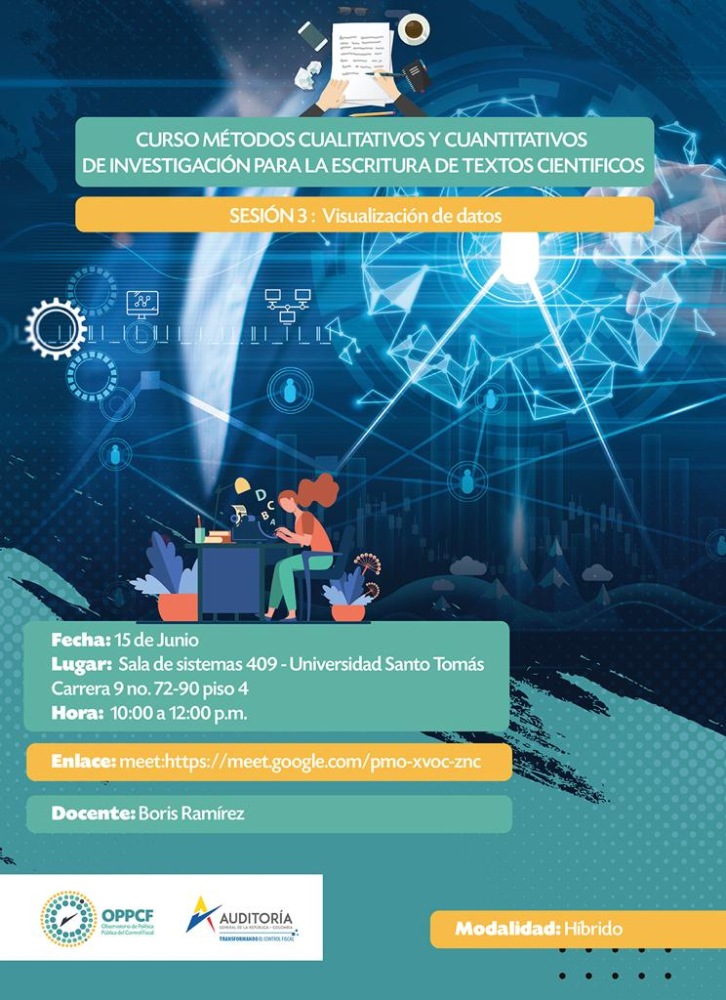 CURSO MÉTODOS CUALITATIVOS Y CUANTITATIVOS
DE INVESTIGACIÓN PARA LA ESCRITURA DE TEXTOS CIENTIFICOS
SESIÓN 3 : Visualización de datos
D
C
B
A
Fecha: 15 de Junio
Lugar: Sala de sistemas 409 - Universidad Santo Tomás
Carrera 9 no. 72-90 piso 4
Hora: 10:00 a 12:00 p.m.
Enlace: meet:https://meet.google.com/pmo-xvoc-znc
Docente: Boris Ramírez
OPPCF
Observatorio de Política
Pública del Control Fiscal
AUDITORÍA
GENERAL DE LA REPÚBLICA - COLOMBIA
TRANSFORMANDO EL CONTROL FISCAL
Modalidad: Híbrido